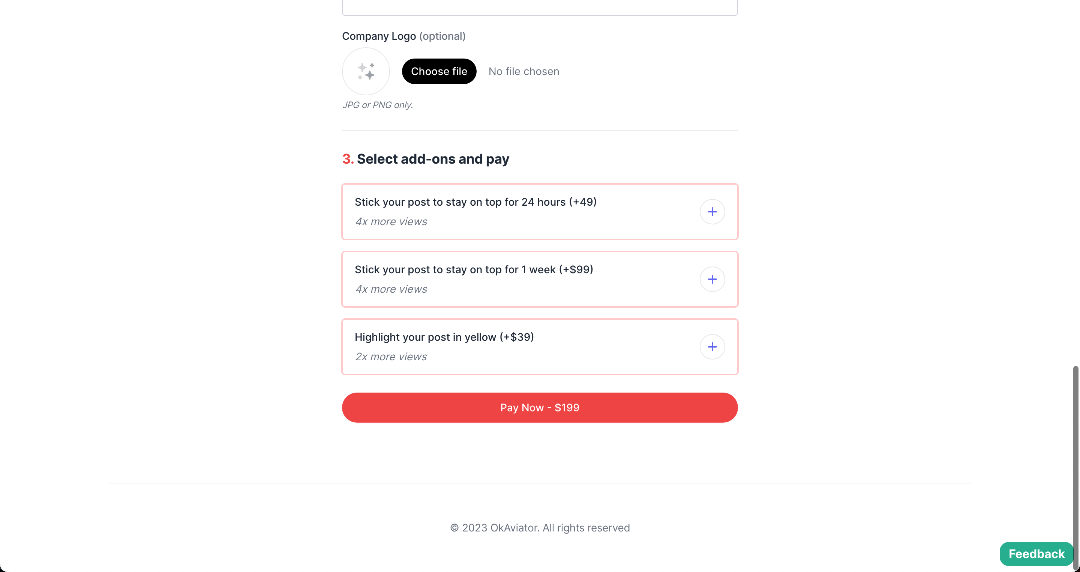 Company Logo (optional)
Choose file No file chosen
JPG or PNG only.
3. Select add-ons and pay
Stick your post to stay on top for 24 hours (+49)
4x more views
Stick your post to stay on top for 1 week (+$99)
4x more views
Highlight your post in yellow (+$39)
2x more views
Pay Now - $199
© 2023 OkAviator. All rights reserved
Feedback